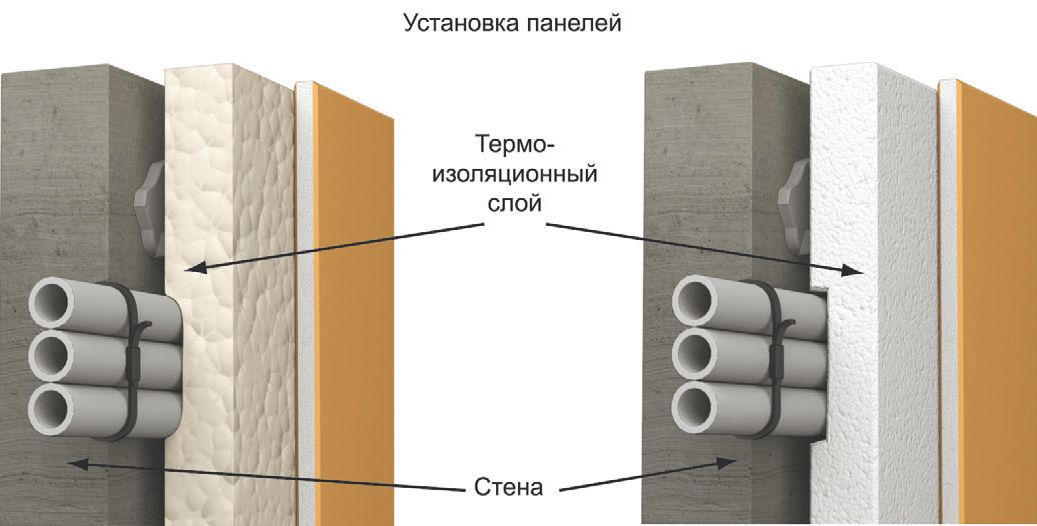 Установка панелей
Термо-
изоляционный
слой
Стена